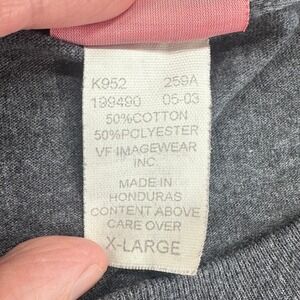 K952 259A
199490 05-03
50%COTTON
50%POLYESTER
VF IMAGEWEAR
INC.
MADE IN
HONDURAS
CONTENT ABOVE
CARE OVER
X-LARGE